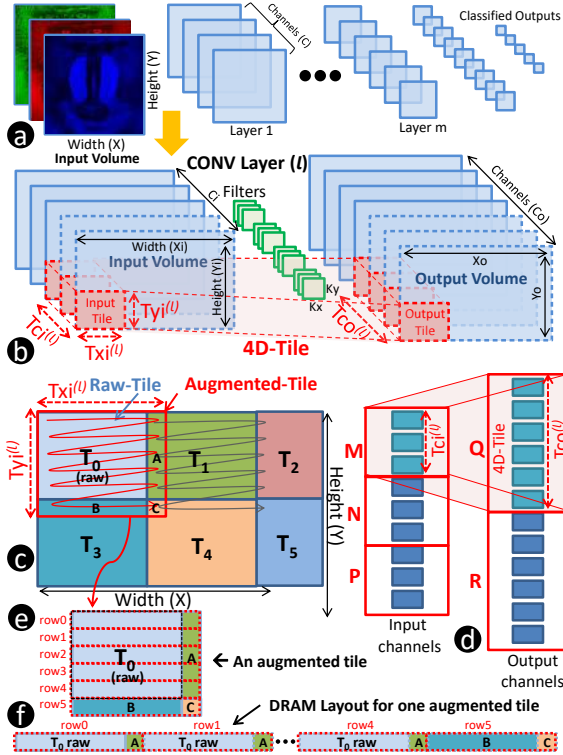 Channels (C)
Classified Outputs
Height (Y)
Layer 1
Layer m
Width (X)
Input Volume
a
CONV Layer (l)
Filters
Ci
Channels (Co)
Width (Xi)
Input Volume
Height (Yi)
Xo
Output Volume
Yo
Ky
Kx
Input
Tile
Tyi(l)
Tci(l)
Txi(l)
Tco(l)
Output
Tile
4D-Tile
b
Txi(l)
Raw-Tile
Augmented-Tile
Tyi(l)
T0
(raw)
A
T1
T2
B
C
T3
T4
T5
Height (Y)
Width (X)
c
M
Tci(l)
N
P
Input
channels
Q
4D-Tile
Tco(l)
R
Output
channels
d
e
row0
row1
row2
row3
row4
row5
T0
(raw)
A
B
C
An augmented tile
f
DRAM Layout for one augmented tile
row0
row1
row4
row5
T0 raw
A
T0 raw
A
T0 raw
A
B
C